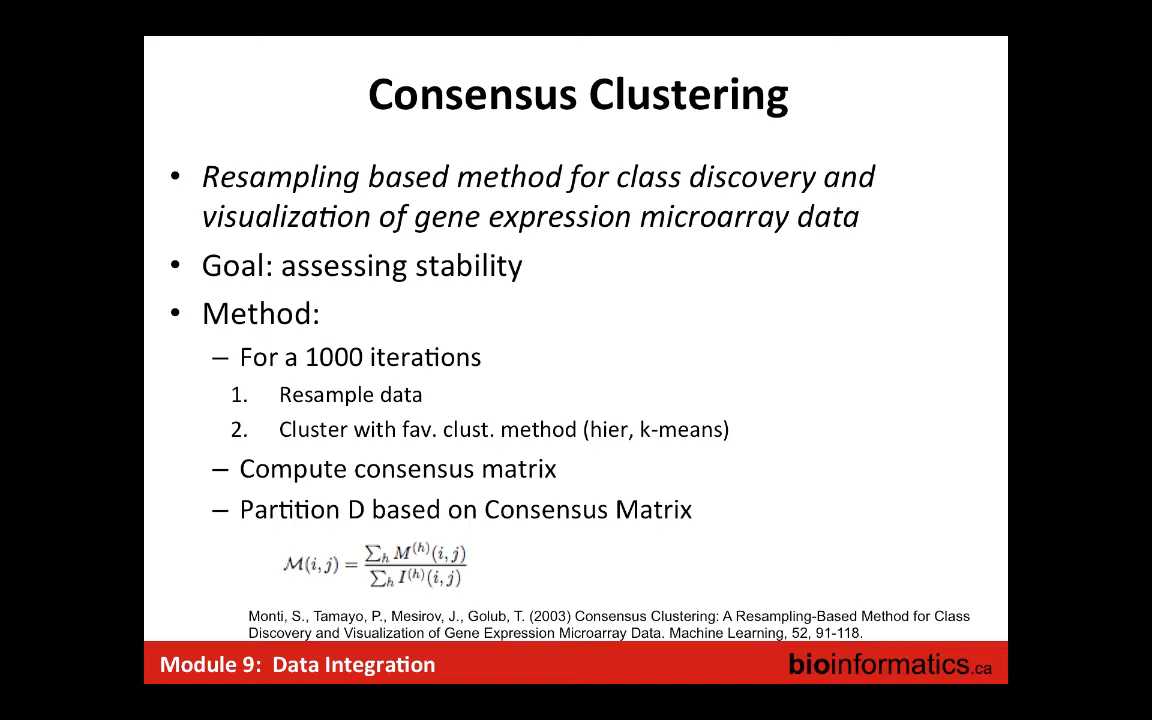 Consensus Clustering
• Resampling based method for class discovery and
visualization of gene expression microarray data
• Goal: assessing stability
• Method:
– For a 1000 iterations
1. Resample data
2. Cluster with fav. clust. method (hier, k-means)
– Compute consensus matrix
– Partition D based on Consensus Matrix
ℳ(i, j) = ∑ₕ M⁽ʰ⁾(i, j) / ∑ₕ I⁽ʰ⁾(i, j)
Monti, S., Tamayo, P., Mesirov, J., Golub, T. (2003) Consensus Clustering: A Resampling-Based Method for Class
Discovery and Visualization of Gene Expression Microarray Data. Machine Learning, 52, 91-118.
Module 9: Data Integration
bioinformatics.ca